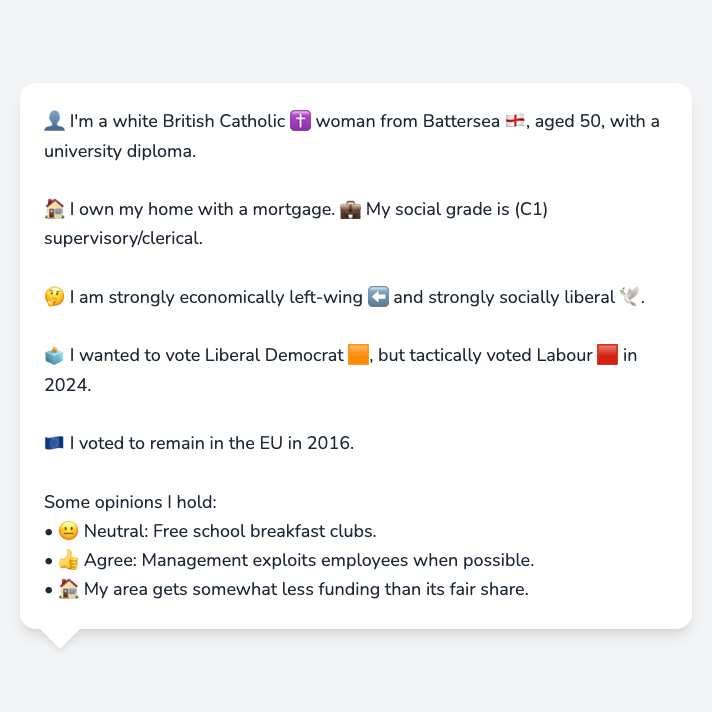 👤 I'm a white British Catholic ✝️ woman from Battersea 🏴󠁧󠁢󠁥󠁮󠁧󠁿, aged 50, with a
university diploma.
🏠 I own my home with a mortgage. 💼 My social grade is (C1)
supervisory/clerical.
🤔 I am strongly economically left-wing ⬅️ and strongly socially liberal 🕊️.
🗳️ I wanted to vote Liberal Democrat 🟧, but tactically voted Labour 🟥 in
2024.
🇪🇺 I voted to remain in the EU in 2016.
Some opinions I hold:
• 😐 Neutral: Free school breakfast clubs.
• 👍 Agree: Management exploits employees when possible.
• 🏠 My area gets somewhat less funding than its fair share.